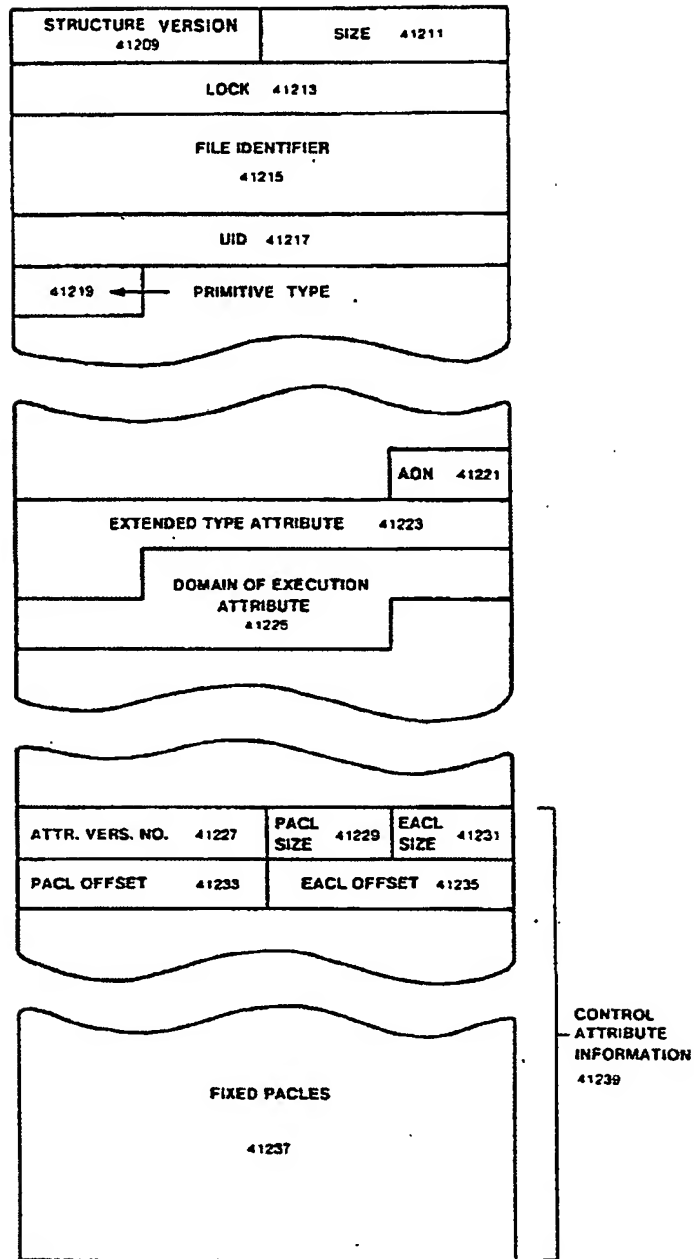 STRUCTURE VERSION
41209
SIZE 41211
LOCK 41213
FILE IDENTIFIER
41215
UID 41217
41219
PRIMITIVE TYPE
AON 41221
EXTENDED TYPE ATTRIBUTE 41223
DOMAIN OF EXECUTION
ATTRIBUTE
41225
ATTR. VERS. NO. 41227
PACL
SIZE 41229
EACL
SIZE 41231
PACL OFFSET 41233
EACL OFFSET 41235
CONTROL
ATTRIBUTE
INFORMATION
41239
FIXED PACLES
41237